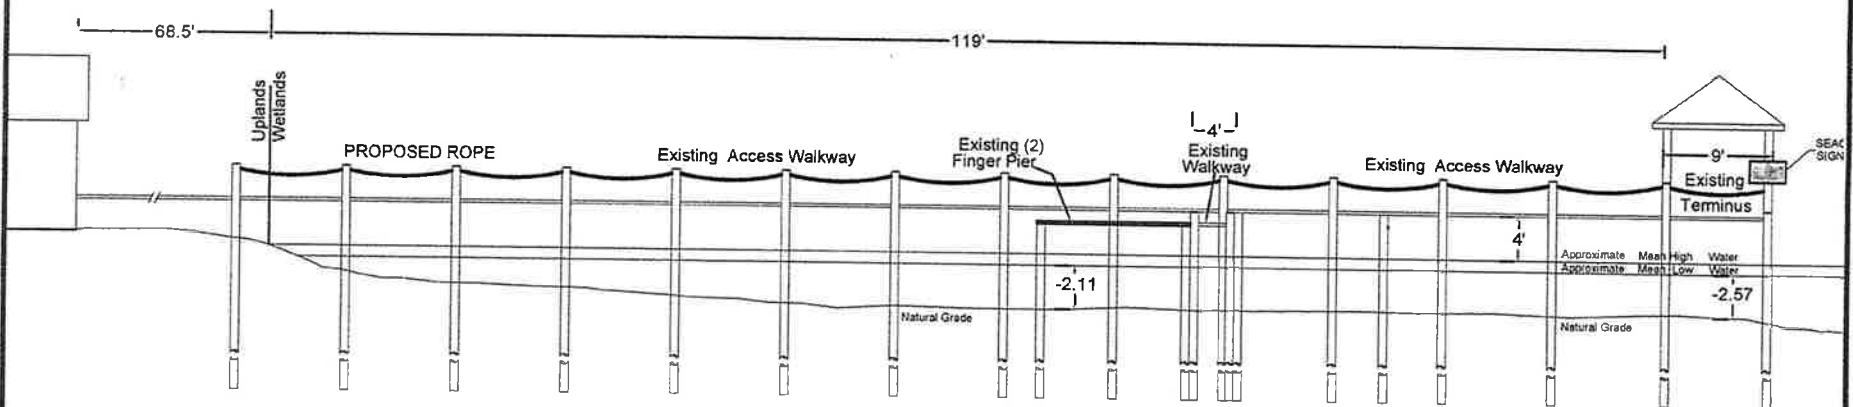 68.5'
119'
Uplands
Wetlands
PROPOSED ROPE
Existing Access Walkway
Existing (2)
Finger Pier
4'
Existing
Walkway
Existing Access Walkway
9'
Existing
Terminus
SEAG
SIGN
4'
Approximate Mean High Water
Approximate Mean Low Water
-2.11
-2.57
Natural Grade
Natural Grade